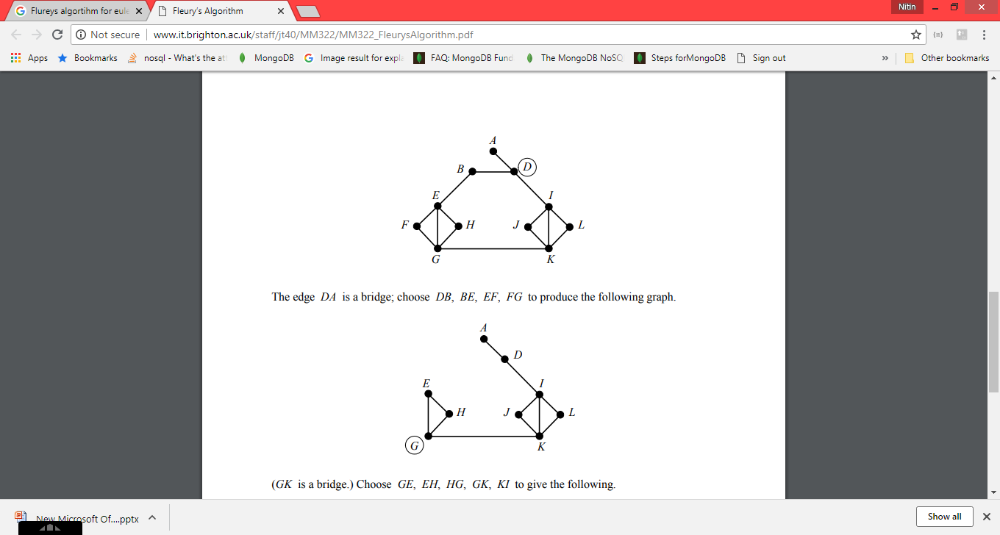 Flureys algortihm for eule
Fleury's Algorithm
Nitin
Not secure
www.it.brighton.ac.uk/staff/jt40/MM322/MM322_FleurysAlgorithm.pdf
Apps
Bookmarks
nosql - What's the at
MongoDB
Image result for expla
FAQ: MongoDB Fund
The MongoDB NoSQ
Steps forMongoDB
Sign out
»
Other bookmarks
A
B
D
E
I
F
H
J
L
G
K
The edge DA is a bridge; choose DB, BE, EF, FG to produce the following graph.
A
D
E
I
H
J
L
G
K
(GK is a bridge.) Choose GE, EH, HG, GK, KI to give the following.
New Microsoft Of....pptx
Show all